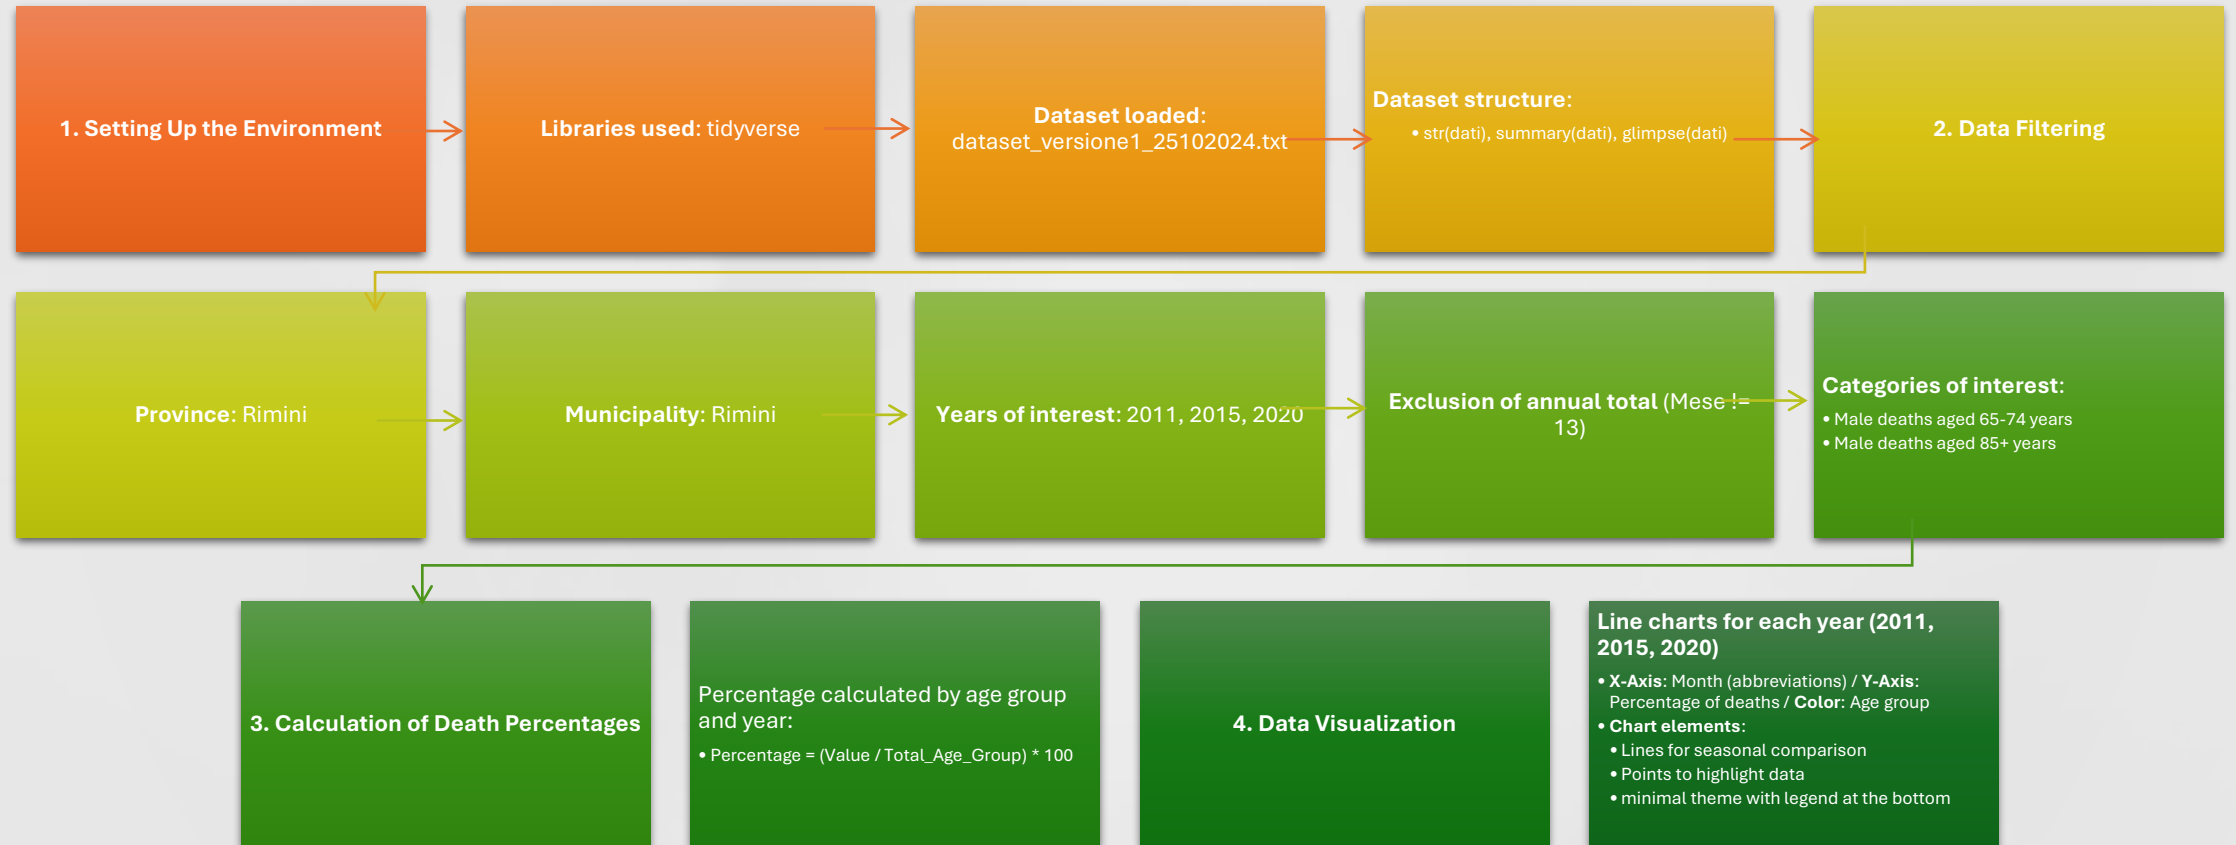 1. Setting Up the Environment
Libraries used: tidyverse
Dataset loaded:
dataset_versione1_25102024.txt
Dataset structure:
• str(dati), summary(dati), glimpse(dati)
2. Data Filtering
Province: Rimini
Municipality: Rimini
Years of interest: 2011, 2015, 2020
Exclusion of annual total (Mese !=
13)
Categories of interest:
• Male deaths aged 65-74 years
• Male deaths aged 85+ years
3. Calculation of Death Percentages
Percentage calculated by age group
and year:
• Percentage = (Value / Total_Age_Group) * 100
4. Data Visualization
Line charts for each year (2011,
2015, 2020)
• X-Axis: Month (abbreviations) / Y-Axis:
Percentage of deaths / Color: Age group
• Chart elements:
• Lines for seasonal comparison
• Points to highlight data
• minimal theme with legend at the bottom